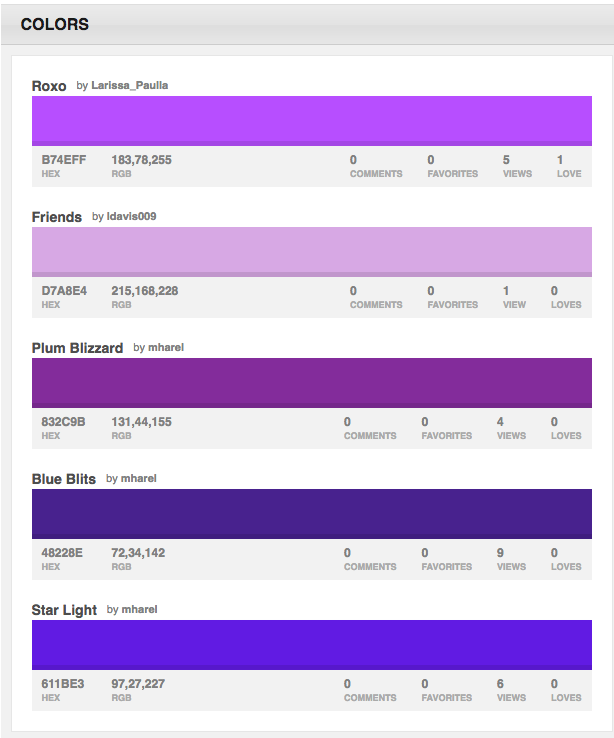 COLORS
Roxo by Larissa_Paulla
B74EFF 183,78,255 0 0 5 1
HEX RGB COMMENTS FAVORITES VIEWS LOVE
Friends by ldavis009
D7A8E4 215,168,228 0 0 1 0
HEX RGB COMMENTS FAVORITES VIEW LOVES
Plum Blizzard by mharel
832C9B 131,44,155 0 0 4 0
HEX RGB COMMENTS FAVORITES VIEWS LOVES
Blue Blits by mharel
48228E 72,34,142 0 0 9 0
HEX RGB COMMENTS FAVORITES VIEWS LOVES
Star Light by mharel
611BE3 97,27,227 0 0 6 0
HEX RGB COMMENTS FAVORITES VIEWS LOVES